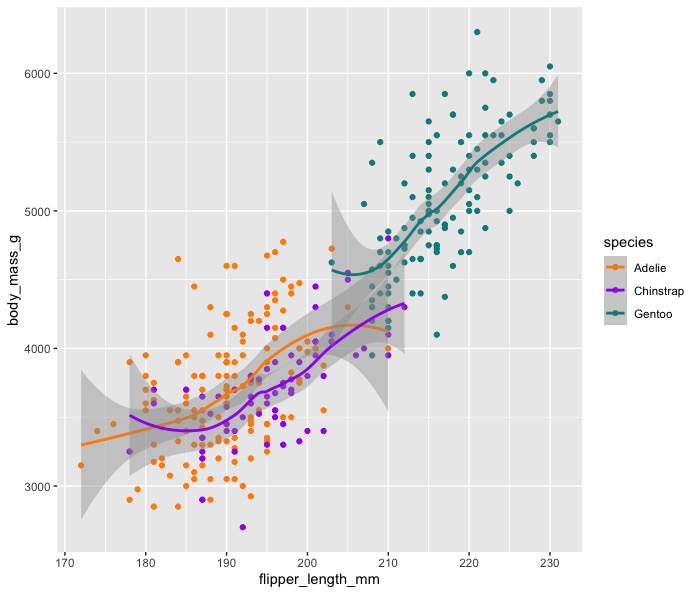 6000
5000
4000
3000
body_mass_g
170 180 190 200 210 220 230
flipper_length_mm
species
Adelie
Chinstrap
Gentoo